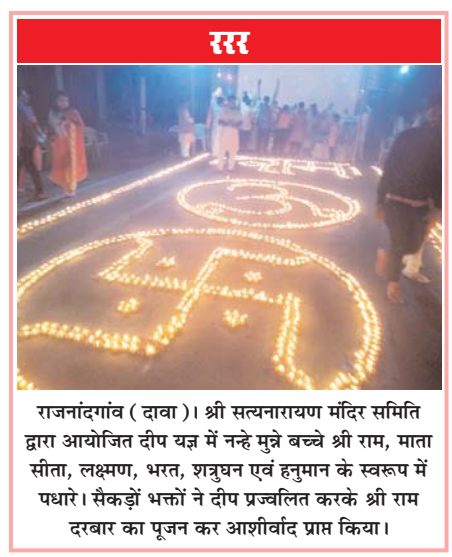 ररर
राम
ॐ
राजनांदगांव ( दावा )। श्री सत्यनारायण मंदिर समिति
द्वारा आयोजित दीप यज्ञ में नन्हे मुन्ने बच्चे श्री राम, माता
सीता, लक्ष्मण, भरत, शत्रुघन एवं हनुमान के स्वरूप में
पधारे। सैकड़ों भक्तों ने दीप प्रज्वलित करके श्री राम
दरबार का पूजन कर आशीर्वाद प्राप्त किया।